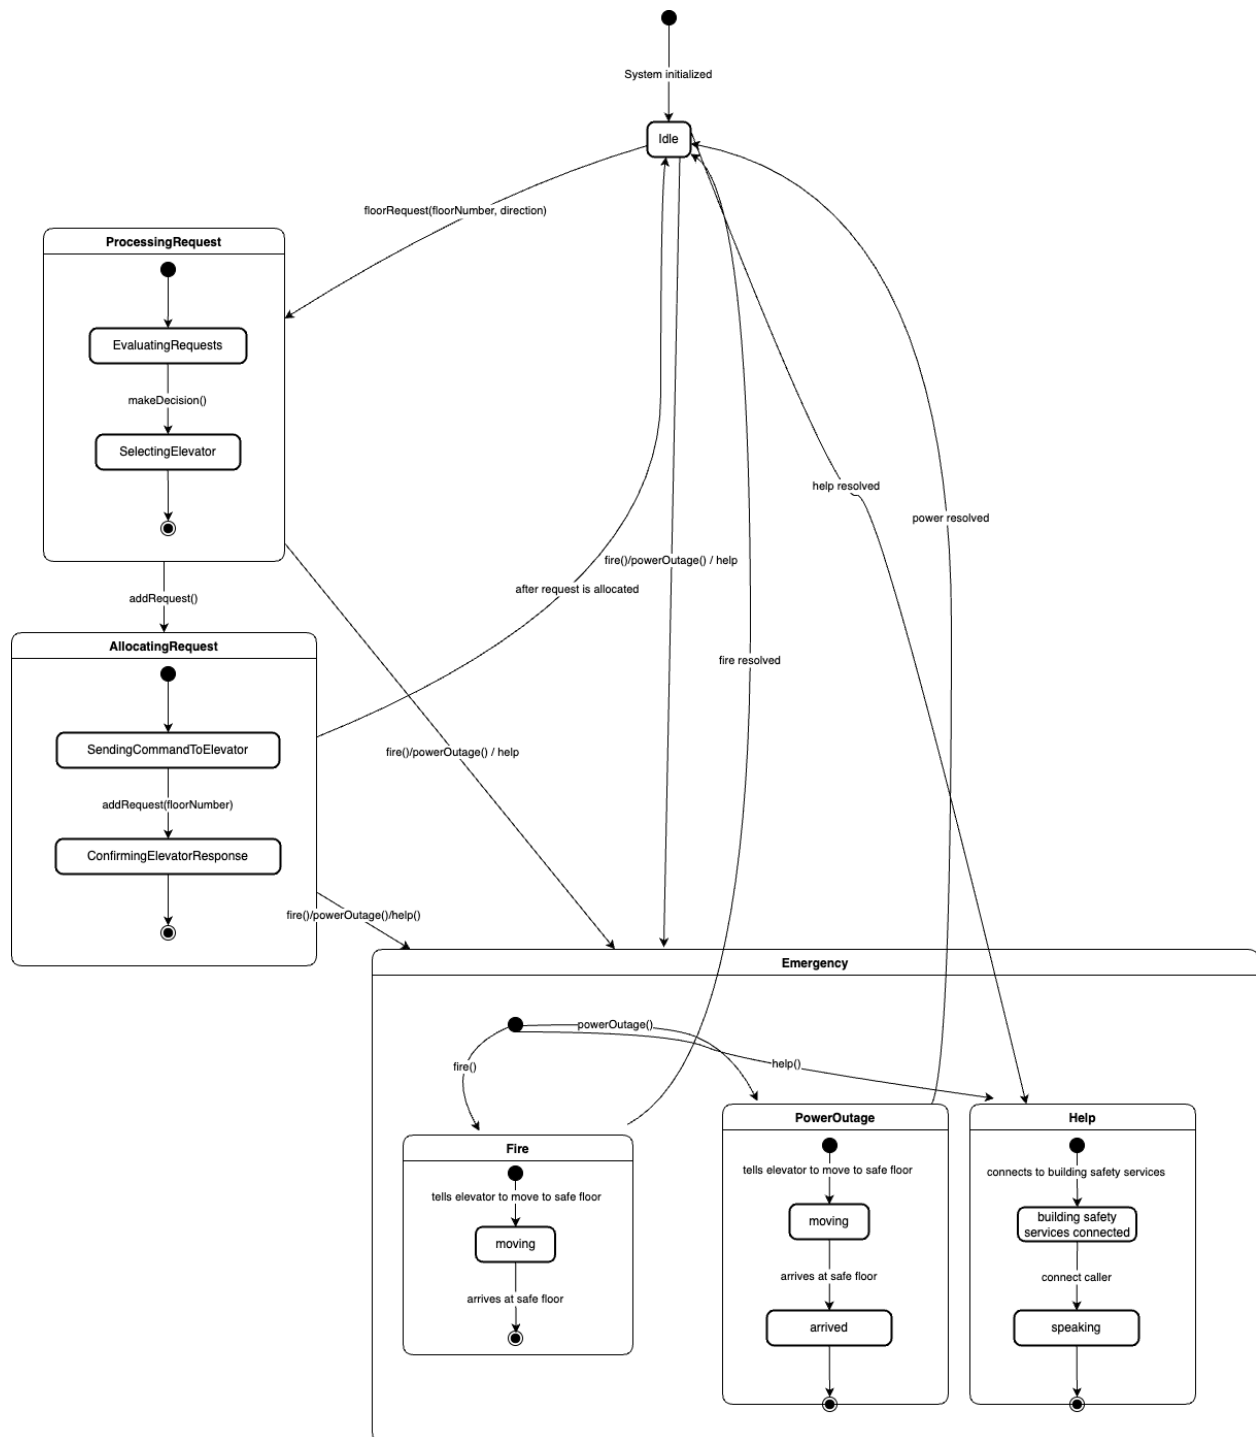 System initialized
Idle
floorRequest(floorNumber, direction)
ProcessingRequest
EvaluatingRequests
makeDecision()
SelectingElevator
help resolved
power resolved
fire()/powerOutage() / help
after request is allocated
addRequest()
AllocatingRequest
fire resolved
SendingCommandToElevator
fire()/powerOutage() / help
addRequest(floorNumber)
ConfirmingElevatorResponse
fire()/powerOutage()/help()
Emergency
powerOutage()
fire()
help()
Fire
tells elevator to move to safe floor
moving
arrives at safe floor
PowerOutage
tells elevator to move to safe floor
moving
arrives at safe floor
arrived
Help
connects to building safety services
building safety
services connected
connect caller
speaking